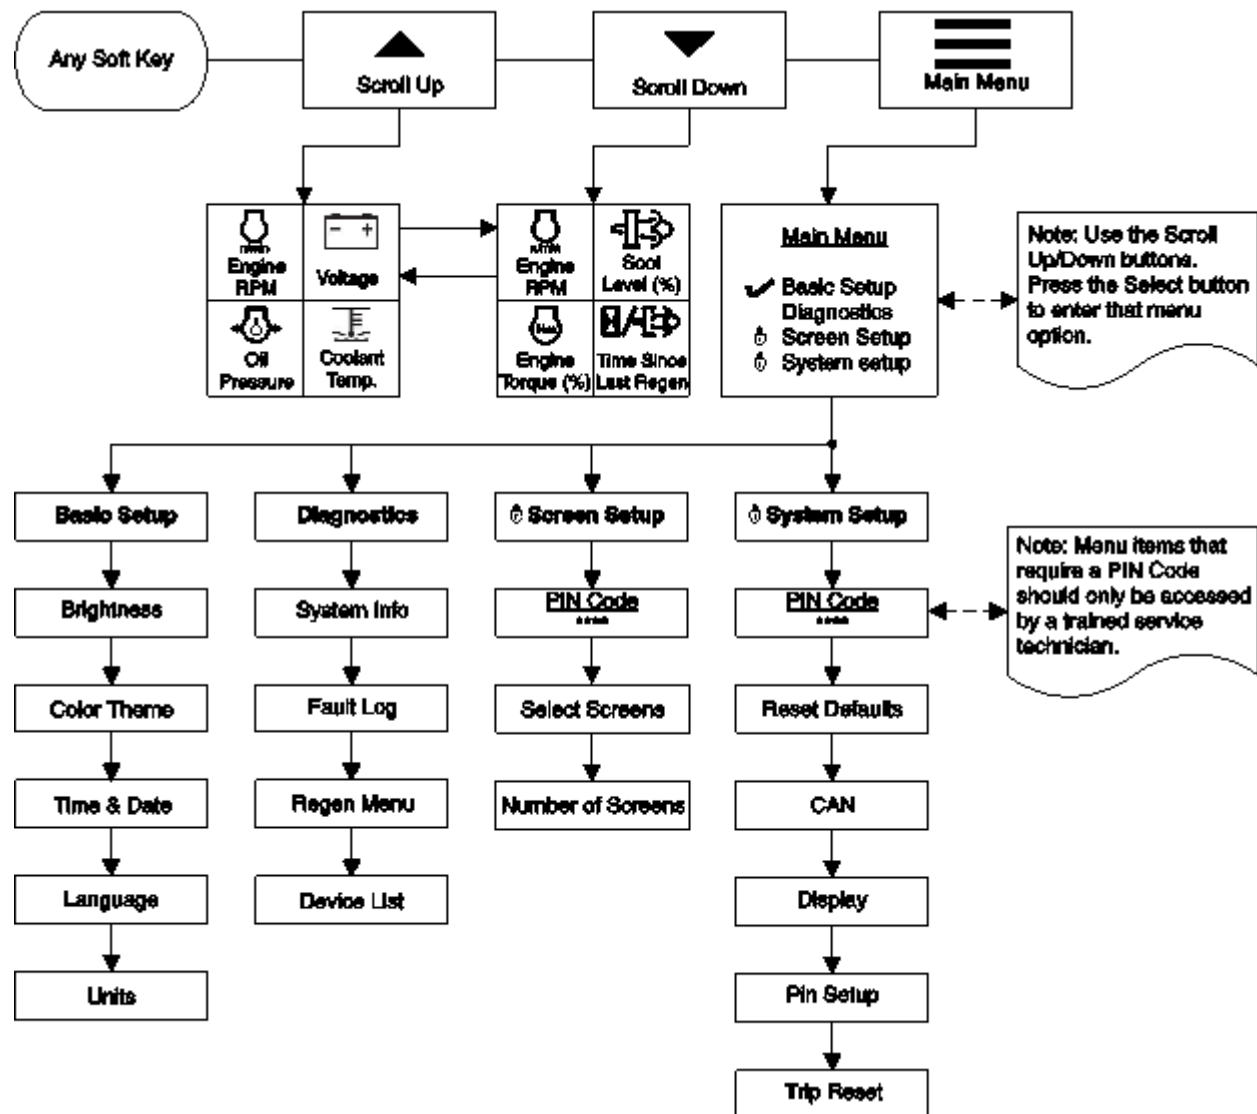 Any Soft Key
Scroll Up
Scroll Down
Main Menu
Engine
RPM
Voltage
Oil
Pressure
Coolant
Temp.
Engine
RPM
Soot
Level (%)
Engine
Torque (%)
Time Since
Last Regen
Main Menu
Basic Setup
Diagnostics
Screen Setup
System setup
Note: Use the Scroll
Up/Down buttons.
Press the Select button
to enter that menu
option.
Basic Setup
Diagnostics
Screen Setup
System Setup
Brightness
System Info
PIN Code
****
PIN Code
****
Note: Menu items that
require a PIN Code
should only be accessed
by a trained service
technician.
Color Theme
Fault Log
Select Screens
Reset Defaults
Time & Date
Regen Menu
Number of Screens
CAN
Language
Device List
Display
Units
Pin Setup
Trip Reset